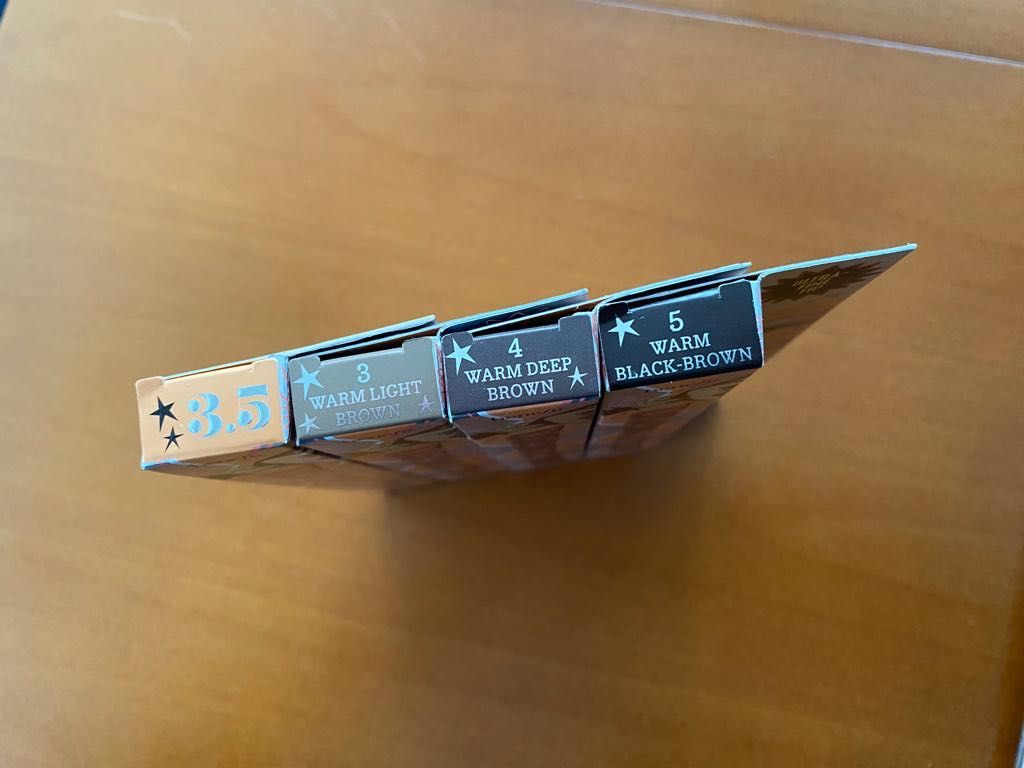 3.5
3
WARM LIGHT
BROWN
4
WARM DEEP
BROWN
5
WARM
BLACK-BROWN